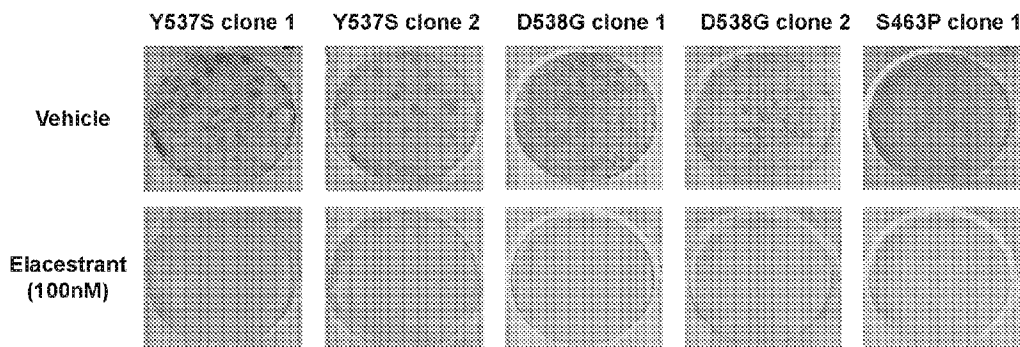 Y537S clone 1 Y537S clone 2 D538G clone 1 D538G clone 2 S463P clone 1
Vehicle
Elacestrant
(100nM)